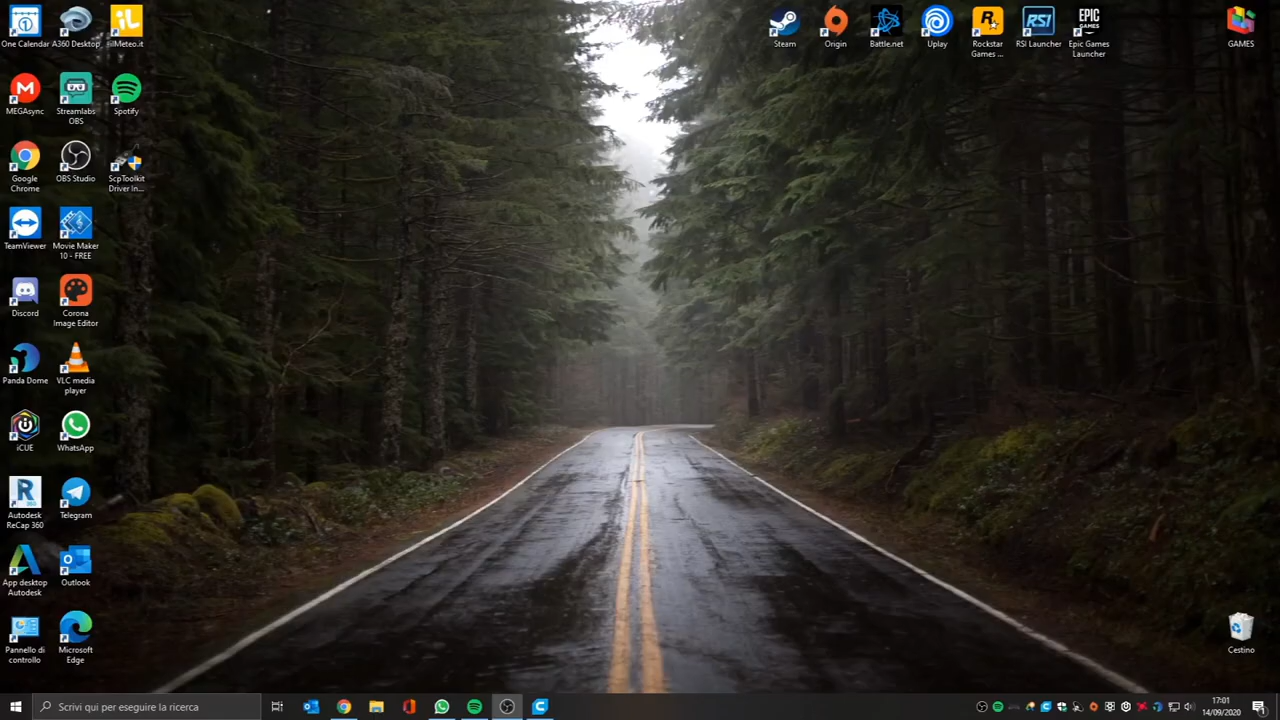 One Calendar
A360 Desktop
iMeteo.it
Steam
Origin
Battle.net
Uplay
Rockstar
Games ...
RSI Launcher
Epic Games
Launcher
GAMES
MEGAsync
Streamlabs
OBS
Spotify
Google
Chrome
OBS Studio
ScpToolkit
Driver In...
TeamViewer
Movie Maker
10 - FREE
Discord
Corona
Image Editor
Panda Dome
VLC media
player
iCUE
WhatsApp
Autodesk
ReCap 360
Telegram
App desktop
Autodesk
Outlook
Pannello di
controllo
Microsoft
Edge
Cestino
Scrivi qui per eseguire la ricerca
17:01
14/09/2020